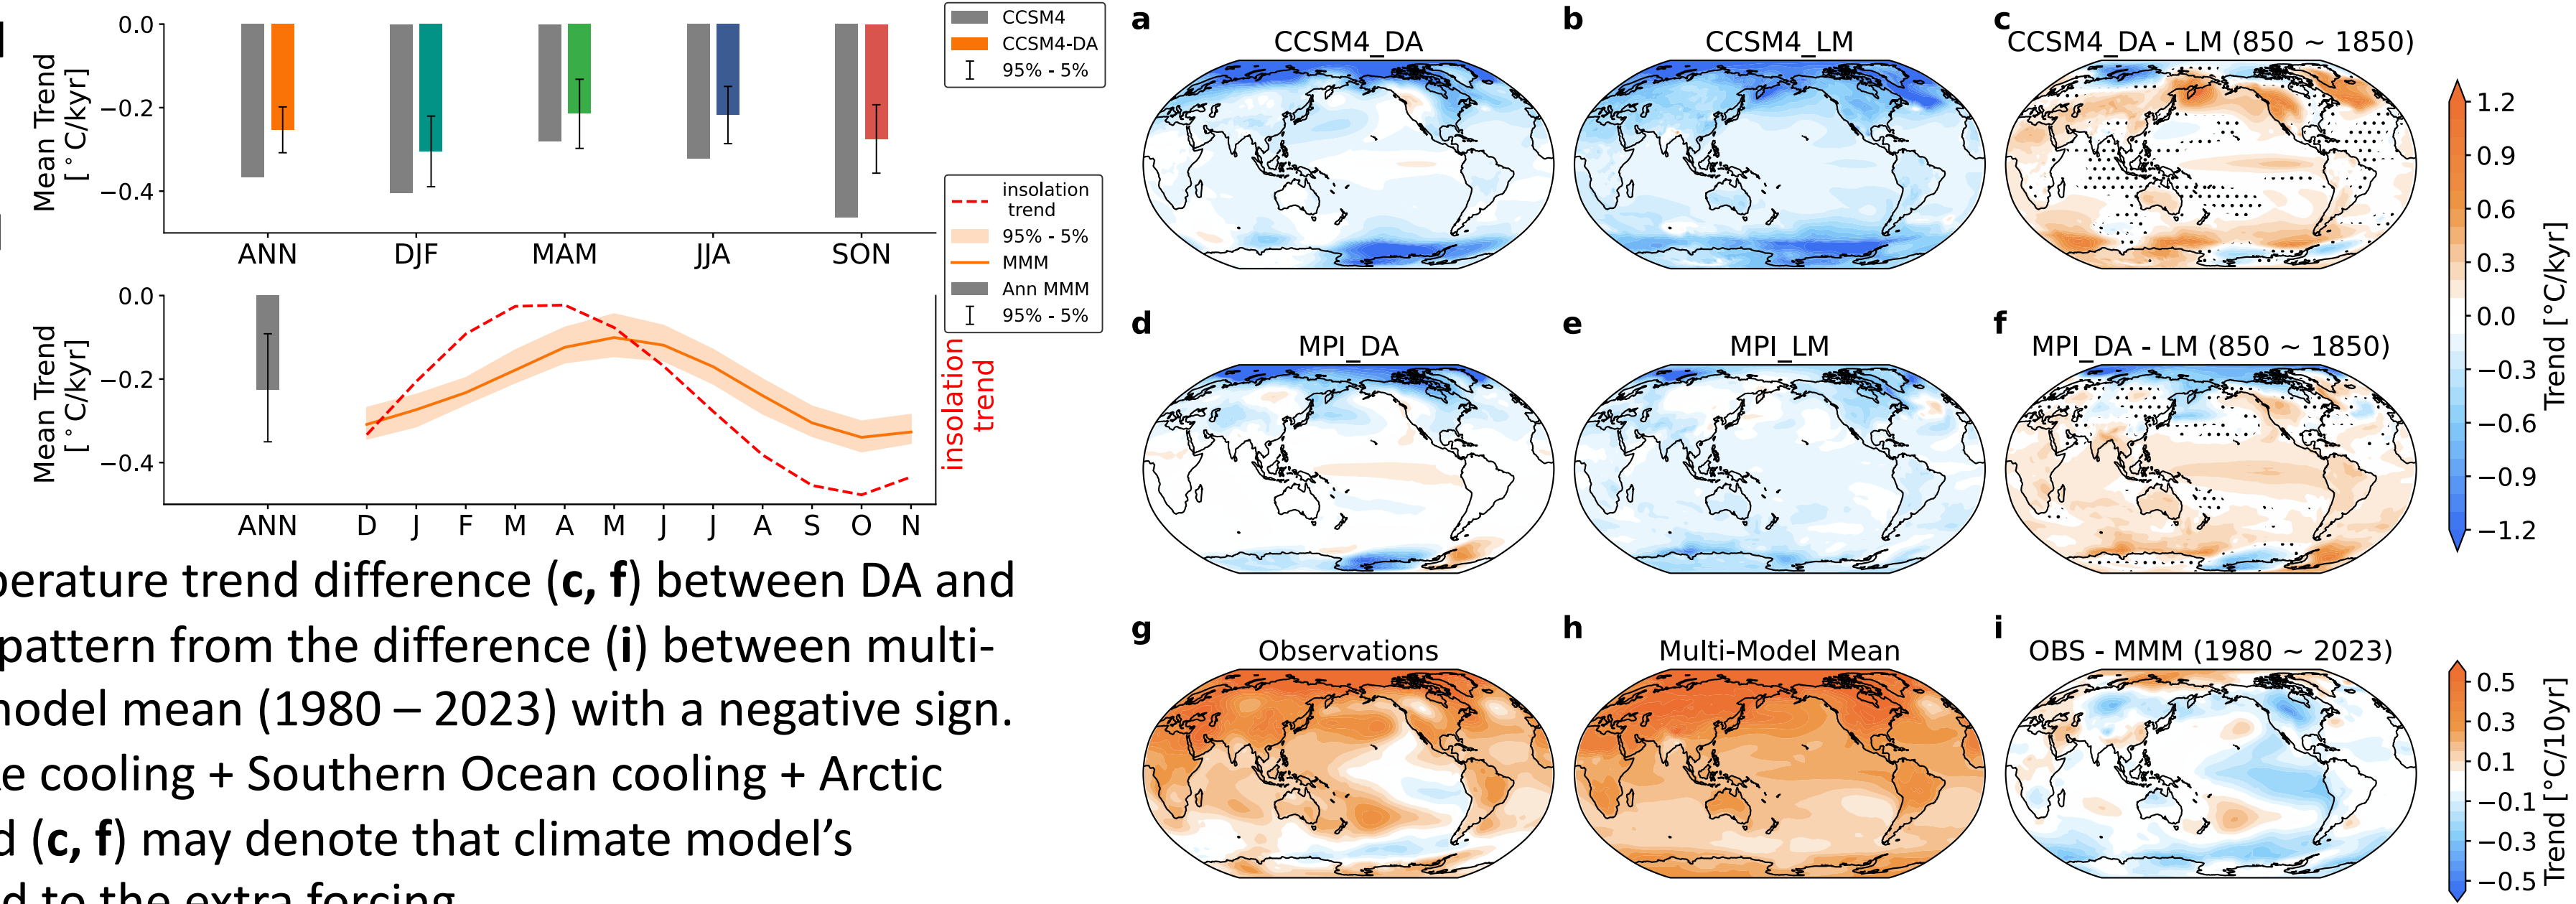 0.0
−0.2
−0.4
Mean Trend
[°C/kyr]
ANN DJF MAM JJA SON
CCSM4
CCSM4-DA
95% - 5%
0.0
−0.2
−0.4
Mean Trend
[°C/kyr]
ANN D J F M A M J J A S O N
insolation
trend
95% - 5%
MMM
Ann MMM
95% - 5%
insolation
trend
perature trend difference (c, f) between DA and
pattern from the difference (i) between multi-
model mean (1980 – 2023) with a negative sign.
e cooling + Southern Ocean cooling + Arctic
d (c, f) may denote that climate model’s
d to the extra forcing
a
CCSM4_DA
b
CCSM4_LM
c
CCSM4_DA - LM (850 ~ 1850)
d
MPI_DA
e
MPI_LM
f
MPI_DA - LM (850 ~ 1850)
1.2
0.9
0.6
0.3
0.0
−0.3
−0.6
−0.9
−1.2
Trend [°C/kyr]
g
Observations
h
Multi-Model Mean
i
OBS - MMM (1980 ~ 2023)
0.5
0.3
0.1
−0.1
−0.3
−0.5
Trend [°C/10yr]